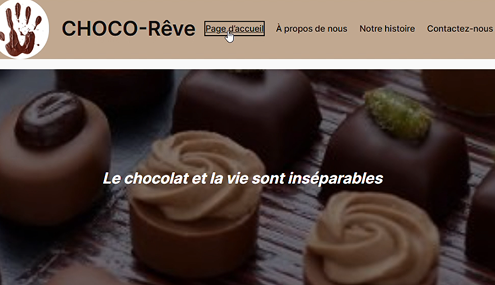 CHOCO-Rêve
Page d'accueil
À propos de nous
Notre histoire
Contactez-nous
Le chocolat et la vie sont inséparables